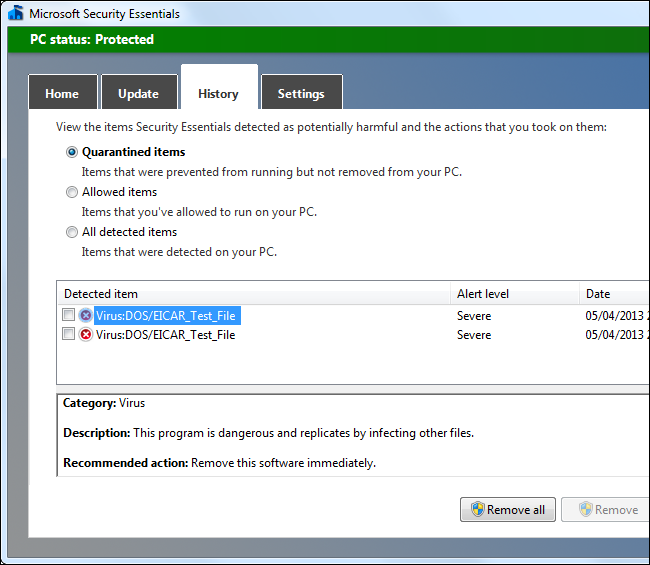 Microsoft Security Essentials
PC status: Protected
Home Update History Settings
View the items Security Essentials detected as potentially harmful and the actions that you took on them:
Quarantined items
Items that were prevented from running but not removed from your PC.
Allowed items
Items that you've allowed to run on your PC.
All detected items
Items that were detected on your PC.
Detected item Alert level Date
Virus:DOS/EICAR_Test_File Severe 05/04/2013 2
Virus:DOS/EICAR_Test_File Severe 05/04/2013 2
Category: Virus
Description: This program is dangerous and replicates by infecting other files.
Recommended action: Remove this software immediately.
Remove all Remove